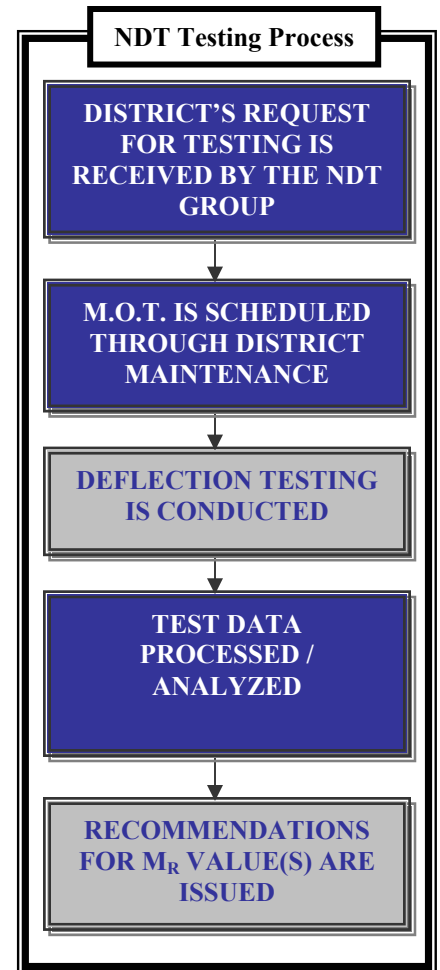 NDT Testing Process
DISTRICT’S REQUEST
FOR TESTING IS
RECEIVED BY THE NDT
GROUP
M.O.T. IS SCHEDULED
THROUGH DISTRICT
MAINTENANCE
DEFLECTION TESTING
IS CONDUCTED
TEST DATA
PROCESSED /
ANALYZED
RECOMMENDATIONS
FOR MR VALUE(S) ARE
ISSUED